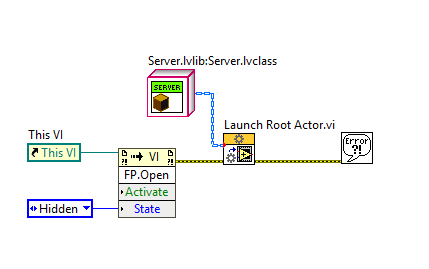 Server.lvlib:Server.lvclass
SERVER
Launch Root Actor.vi
This VI
This VI
VI
Error
?!
?!
?!
FP.Open
Activate
State
Hidden